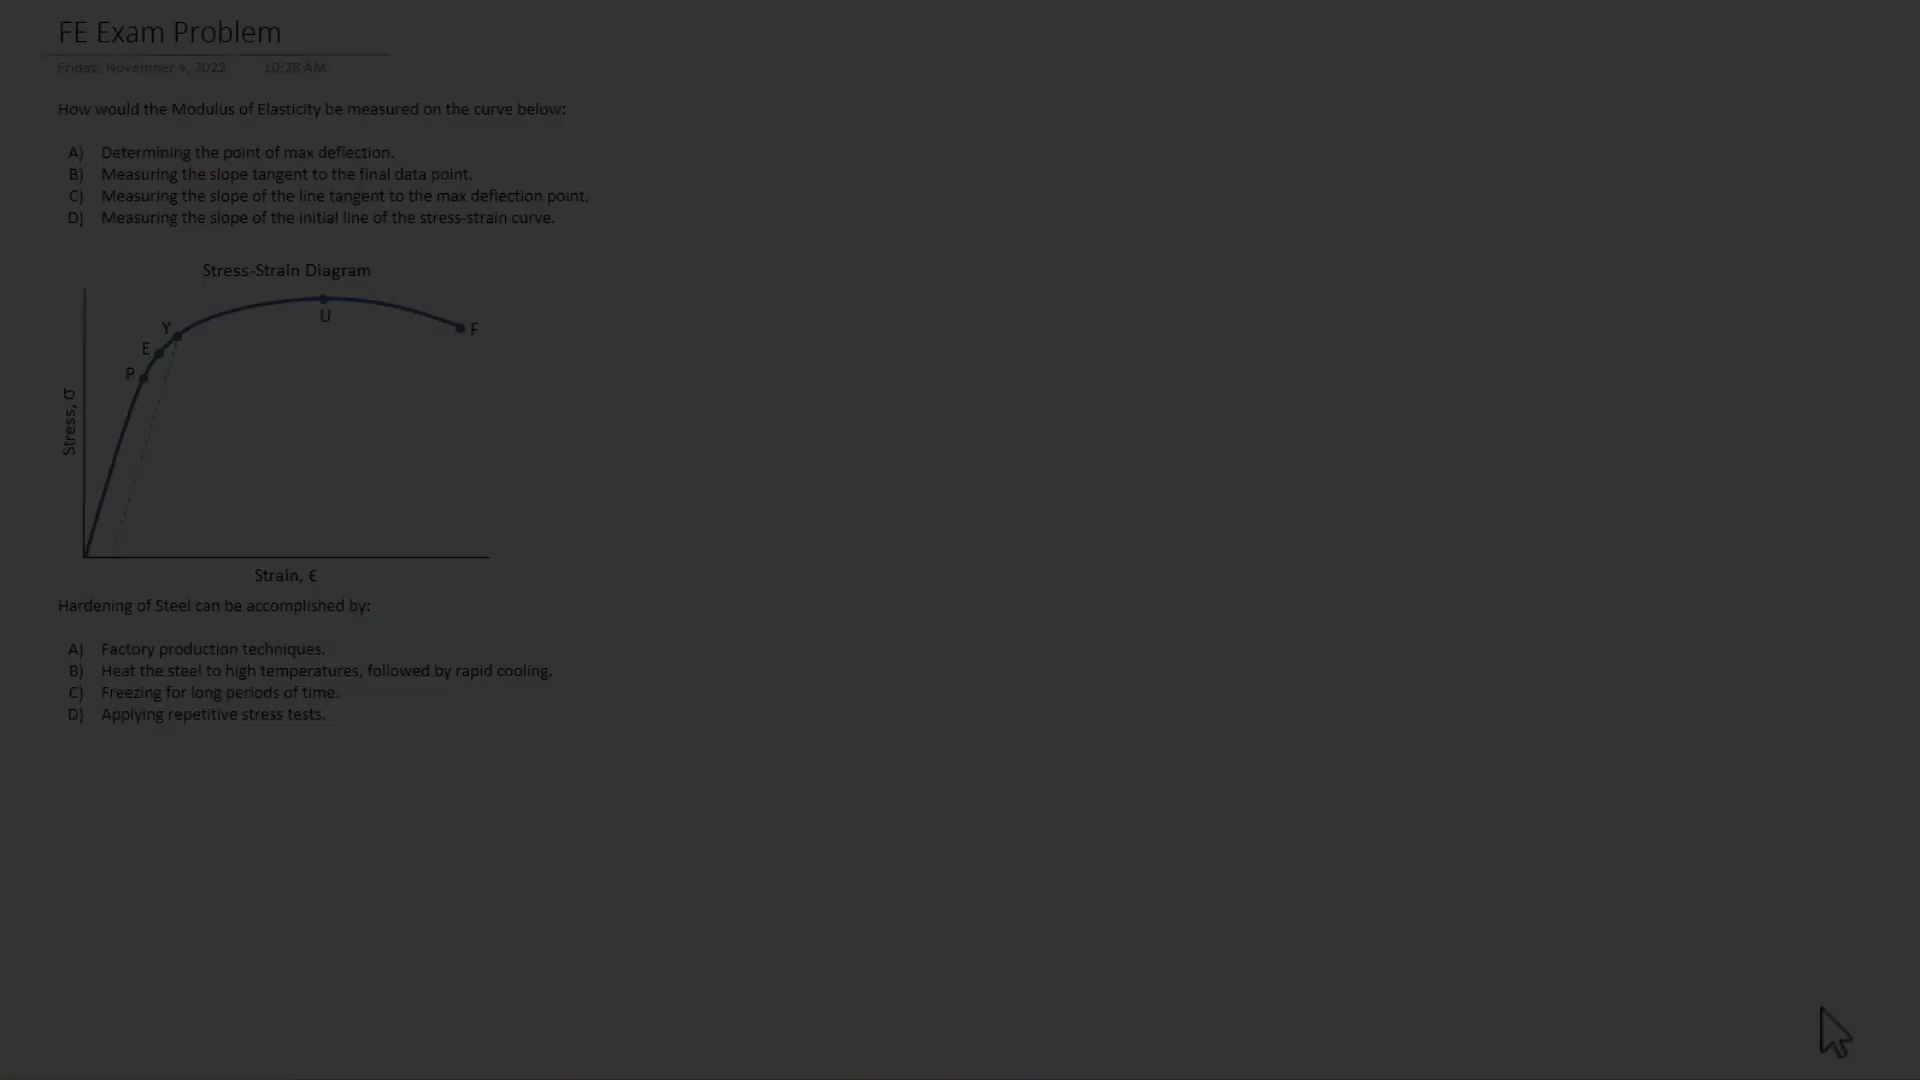 FE Exam Problem
Friday, November 4, 2022 10:28 AM
How would the Modulus of Elasticity be measured on the curve below:
A) Determining the point of max deflection.
B) Measuring the slope tangent to the final data point.
C) Measuring the slope of the line tangent to the max deflection point.
D) Measuring the slope of the initial line of the stress-strain curve.
Stress-Strain Diagram
U
Y
F
E
P
Stress, σ
Strain, ϵ
Hardening of Steel can be accomplished by:
A) Factory production techniques.
B) Heat the steel to high temperatures, followed by rapid cooling.
C) Freezing for long periods of time.
D) Applying repetitive stress tests.